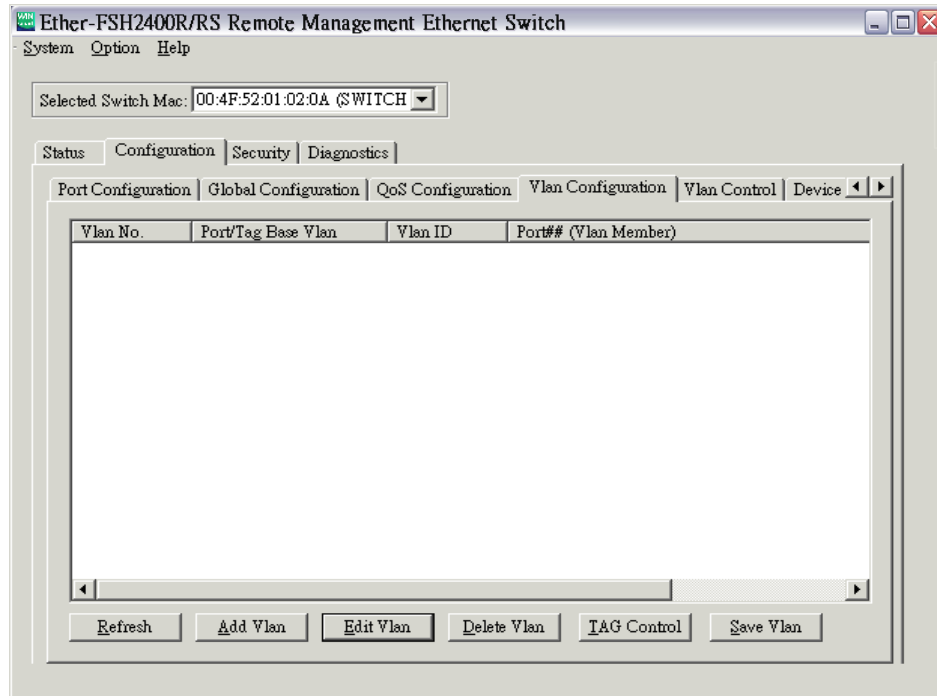 Ether-FSH2400R/RS Remote Management Ethernet Switch
System Option Help
Selected Switch Mac: 00:4F:52:01:02:0A (SWITCH
Status Configuration Security Diagnostics
Port Configuration Global Configuration QoS Configuration Vlan Configuration Vlan Control Device
Vlan No. Port/Tag Base Vlan Vlan ID Port## (Vlan Member)
Refresh Add Vlan Edit Vlan Delete Vlan TAG Control Save Vlan